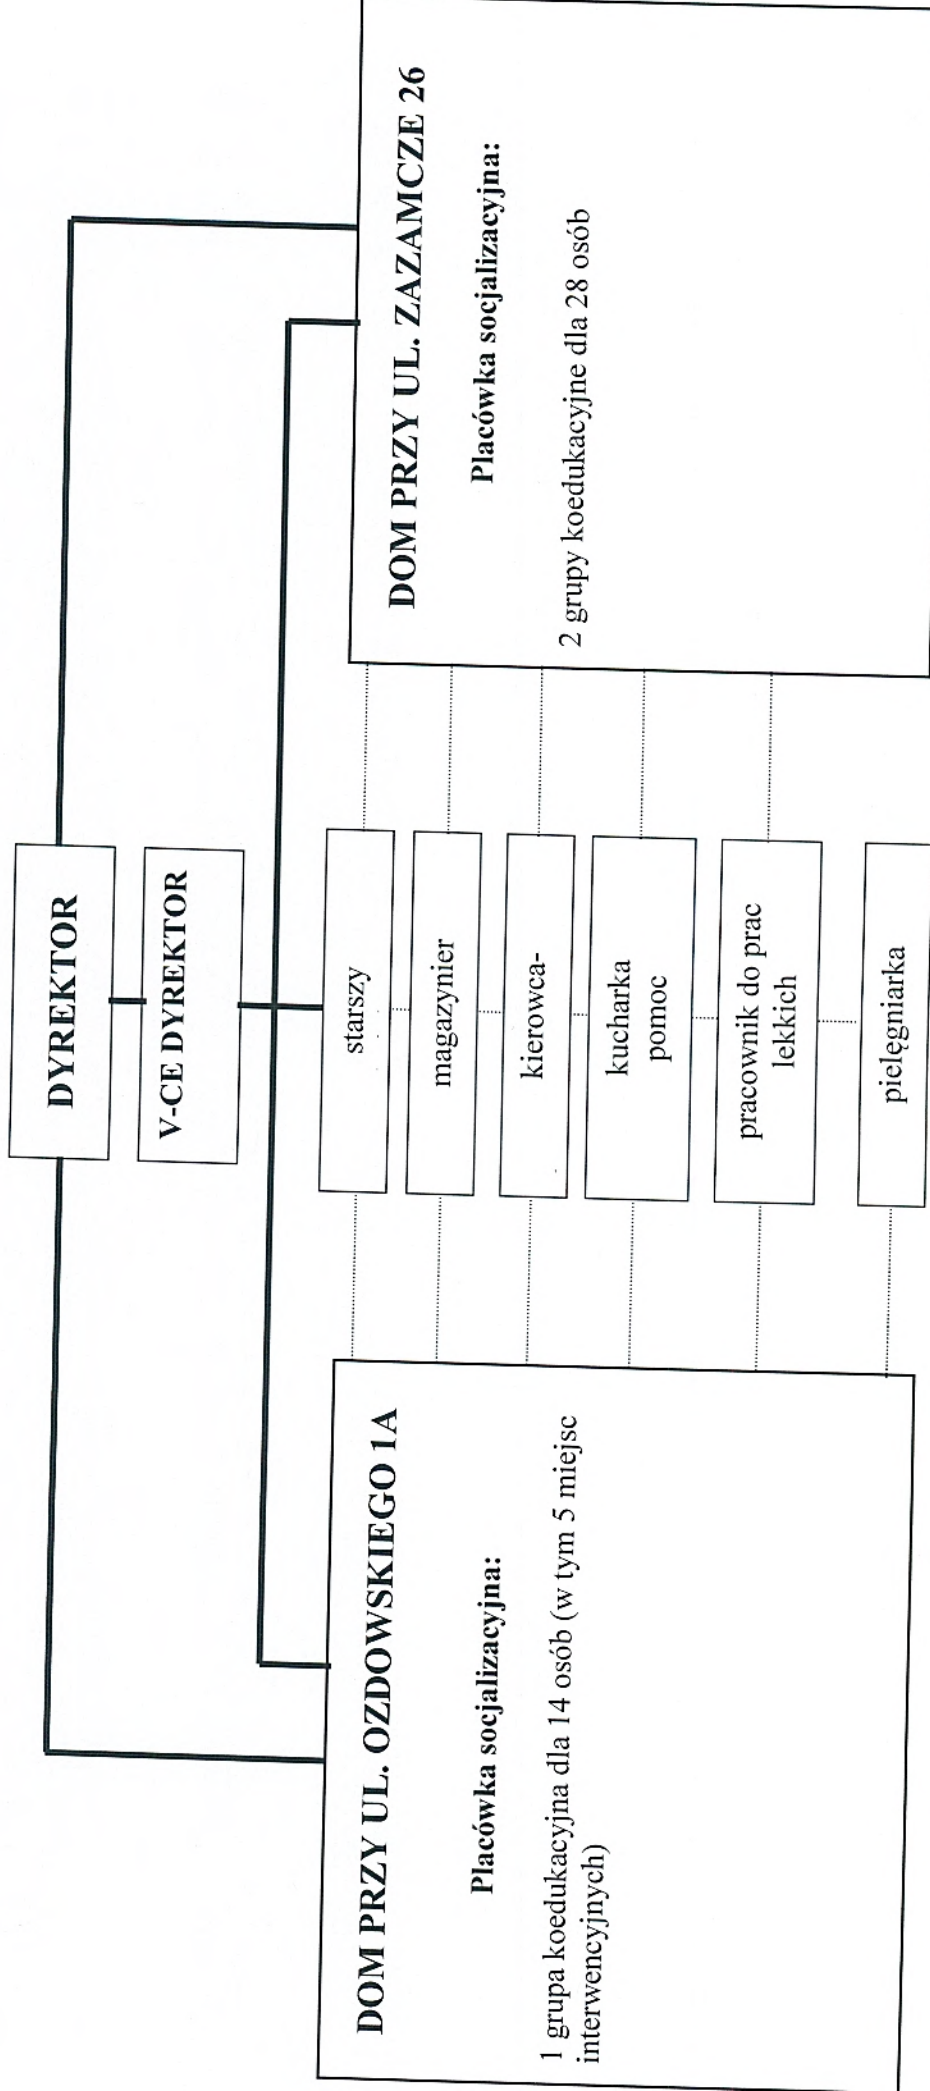 DYREKTOR
V-CE DYREKTOR
DOM PRZY UL. OZDOWSKIEGO 1A
Placówka socjalizacyjna:
1 grupa koedukacyjna dla 14 osób (w tym 5 miejsc
interwencyjnych)
starszy
magazynier
kierowca-
kucharka
pomoc
pracownik do prac
lekkich
pielęgniarka
DOM PRZY UL. ZAZAMCZE 26
Placówka socjalizacyjna:
2 grupy koedukacyjne dla 28 osób